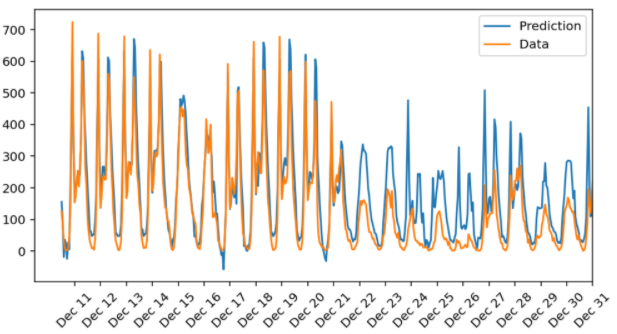 700
600
500
400
300
200
100
0
Prediction
Data
Dec 11
Dec 12
Dec 13
Dec 14
Dec 15
Dec 16
Dec 17
Dec 18
Dec 19
Dec 20
Dec 21
Dec 22
Dec 23
Dec 24
Dec 25
Dec 26
Dec 27
Dec 28
Dec 29
Dec 30
Dec 31